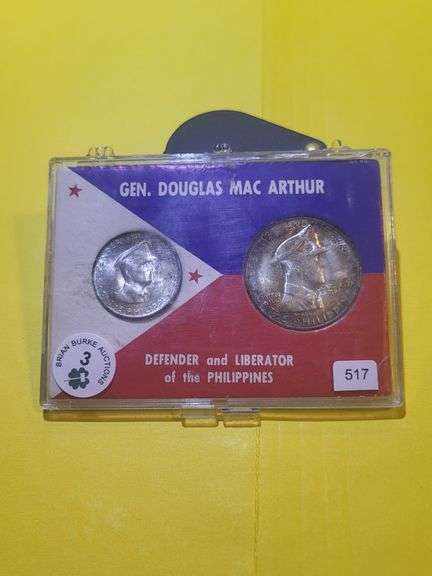 GEN. DOUGLAS MAC ARTHUR
BRIAN BURKE AUCTIONS
3
DEFENDER and LIBERATOR
of the PHILIPPINES
517